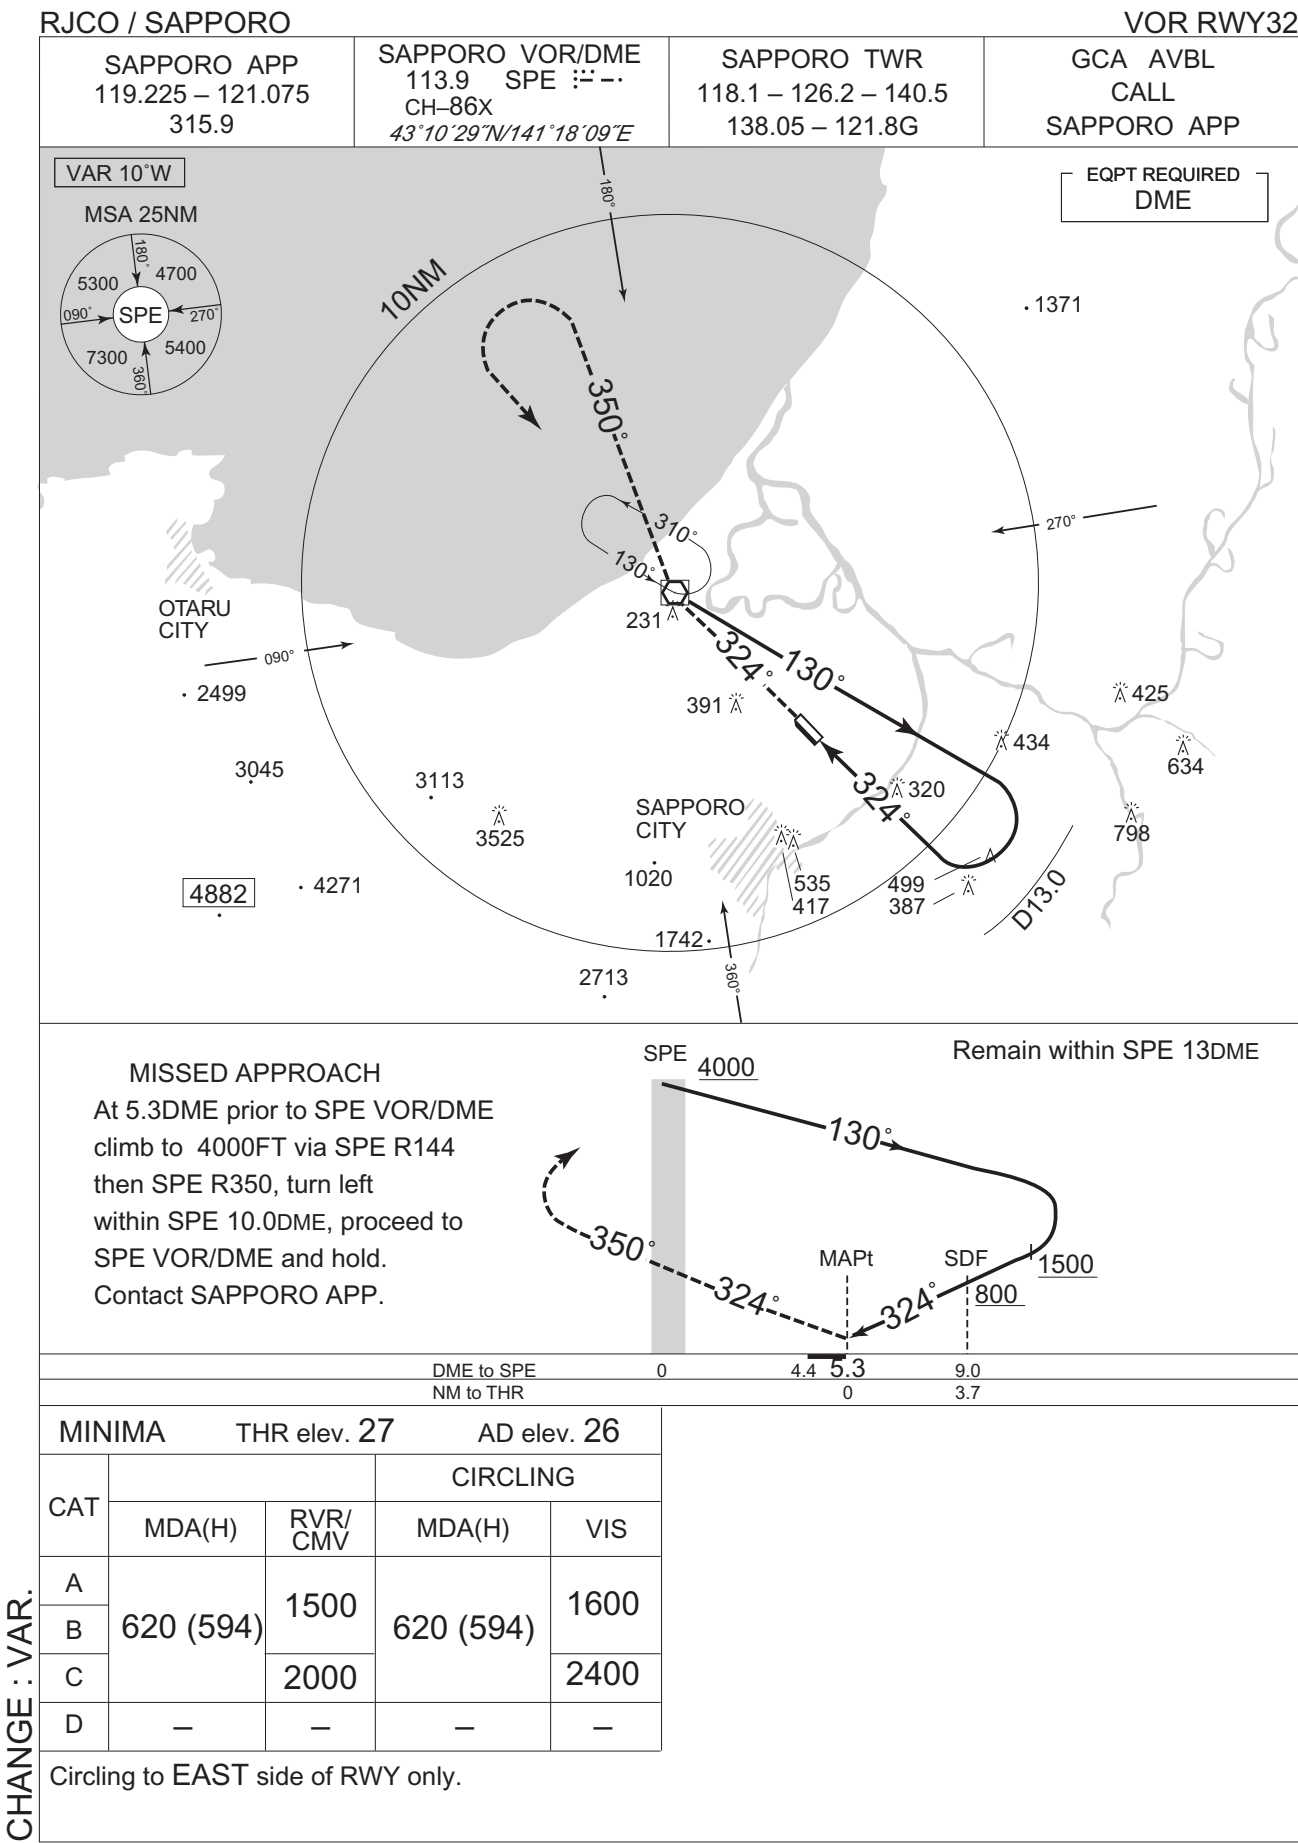 RJCO / SAPPORO
VOR RWY32
SAPPORO APP
119.225 – 121.075
315.9
SAPPORO VOR/DME
113.9 SPE
CH–86X
43°10´29˝N/141°18´09˝E
SAPPORO TWR
118.1 – 126.2 – 140.5
138.05 – 121.8G
GCA AVBL
CALL
SAPPORO APP
VAR 10°W
EQPT REQUIRED
DME
MSA 25NM
180°
5300
4700
090°
SPE
270°
7300
5400
360°
180°
10NM
1371
350°
310°
130°
270°
OTARU
CITY
231
090°
324°
130°
2499
391
425
434
634
3045
3113
324°
320
3525
SAPPORO
CITY
798
4882
4271
1020
535
417
499
387
D13.0
1742
360°
2713
MISSED APPROACH
At 5.3DME prior to SPE VOR/DME
climb to 4000FT via SPE R144
then SPE R350, turn left
within SPE 10.0DME, proceed to
SPE VOR/DME and hold.
Contact SAPPORO APP.
SPE
4000
Remain within SPE 13DME
130°
350°
MAPt
SDF
1500
324°
324°
800
DME to SPE 0 4.4 5.3 9.0
NM to THR 0 3.7
MINIMA THR elev. 27 AD elev. 26
CAT
CIRCLING
MDA(H)
RVR/
CMV
MDA(H)
VIS
A
B
C
620 (594)
1500
2000
620 (594)
1600
2400
D – – – –
Circling to EAST side of RWY only.
CHANGE : VAR.